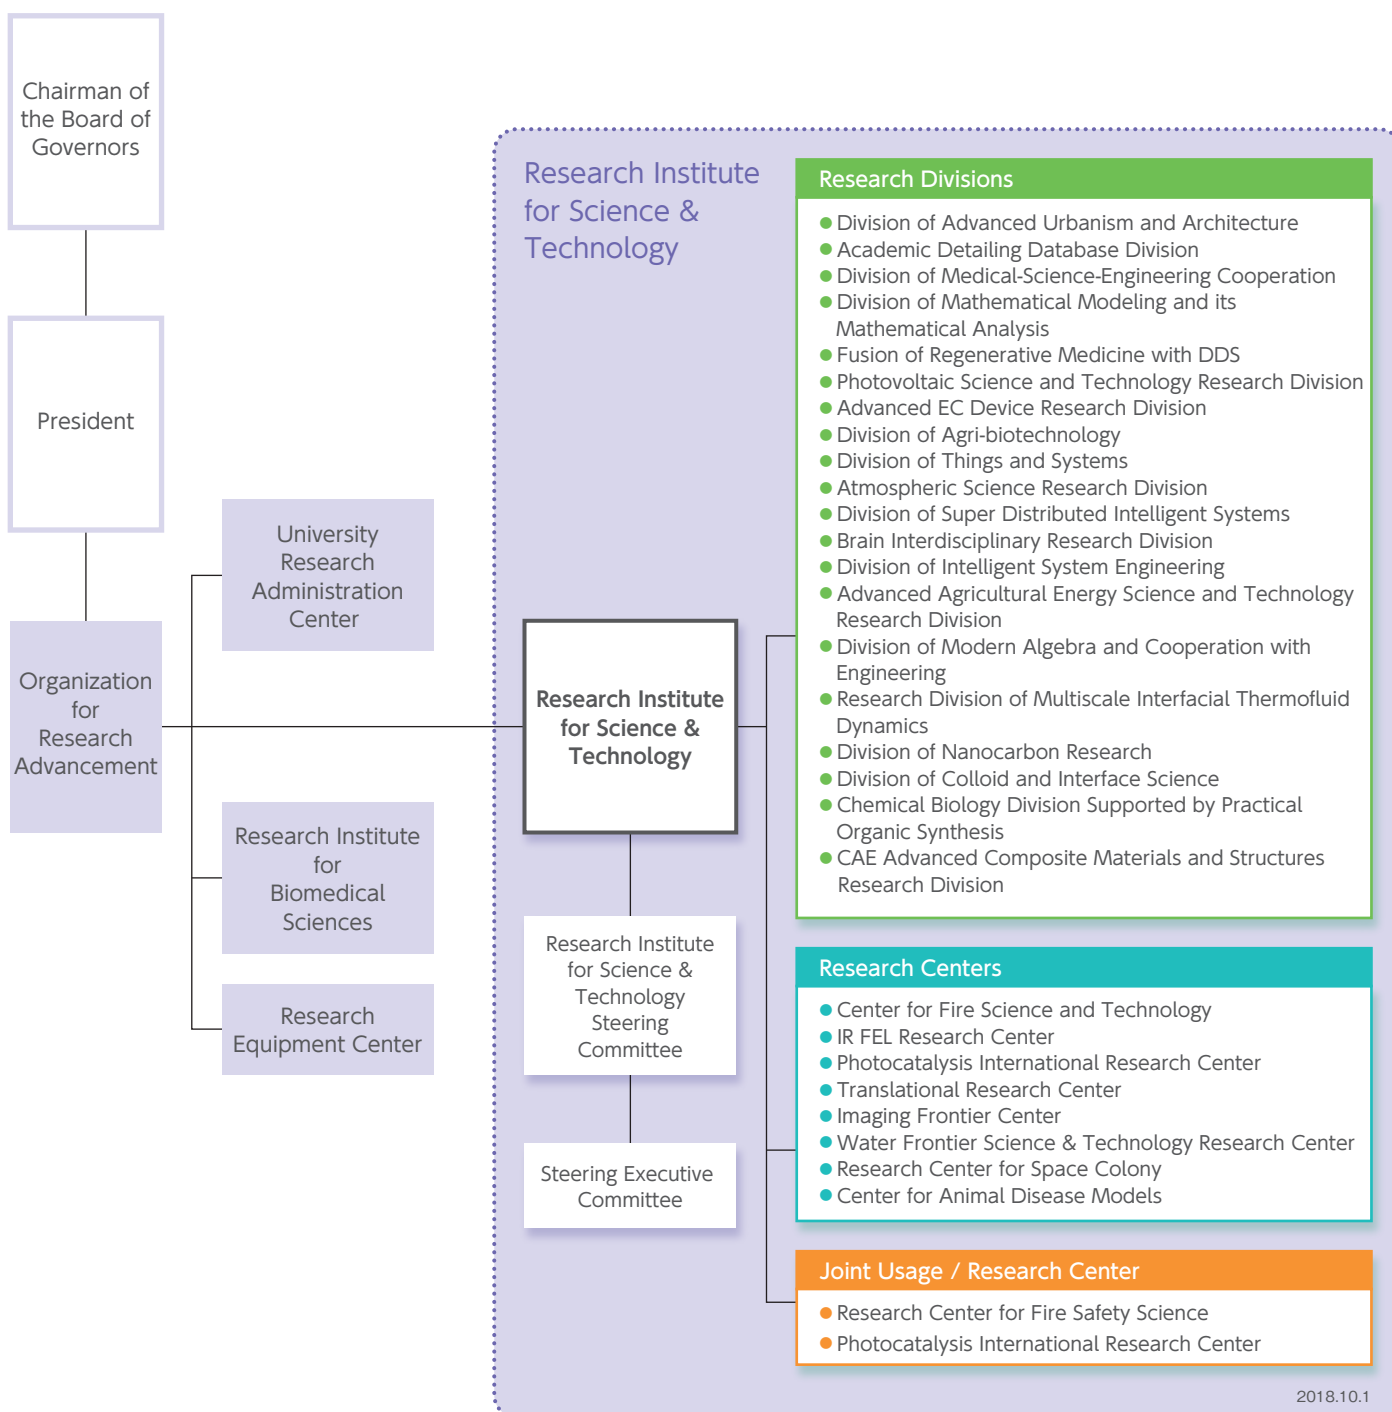 Chairman of
the Board of
Governors
President
Organization
for
Research
Advancement
University
Research
Administration
Center
Research Institute
for
Biomedical
Sciences
Research
Equipment Center
Research Institute
for Science &
Technology
Research Institute
for Science &
Technology
Research Institute
for Science &
Technology
Steering
Committee
Steering Executive
Committee
Research Divisions
● Division of Advanced Urbanism and Architecture
● Academic Detailing Database Division
● Division of Medical-Science-Engineering Cooperation
● Division of Mathematical Modeling and its
Mathematical Analysis
● Fusion of Regenerative Medicine with DDS
● Photovoltaic Science and Technology Research Division
● Advanced EC Device Research Division
● Division of Agri-biotechnology
● Division of Things and Systems
● Atmospheric Science Research Division
● Division of Super Distributed Intelligent Systems
● Brain Interdisciplinary Research Division
● Division of Intelligent System Engineering
● Advanced Agricultural Energy Science and Technology
Research Division
● Division of Modern Algebra and Cooperation with
Engineering
● Research Division of Multiscale Interfacial Thermofluid
Dynamics
● Division of Nanocarbon Research
● Division of Colloid and Interface Science
● Chemical Biology Division Supported by Practical
Organic Synthesis
● CAE Advanced Composite Materials and Structures
Research Division
Research Centers
● Center for Fire Science and Technology
● IR FEL Research Center
● Photocatalysis International Research Center
● Translational Research Center
● Imaging Frontier Center
● Water Frontier Science & Technology Research Center
● Research Center for Space Colony
● Center for Animal Disease Models
Joint Usage / Research Center
● Research Center for Fire Safety Science
● Photocatalysis International Research Center
2018.10.1